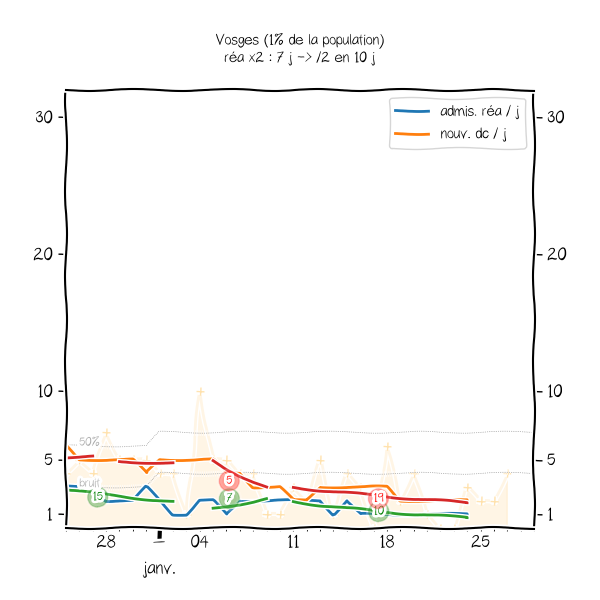 Vosges (1% de la population)
réa x2 : 7 j -> /2 en 10 j
admis. réa / j
nouv. dc / j
30 30
20 20
10 10
5 5
1 1
50%
bruit
15 5 7 19 10
28 04 11 18 25
janv.